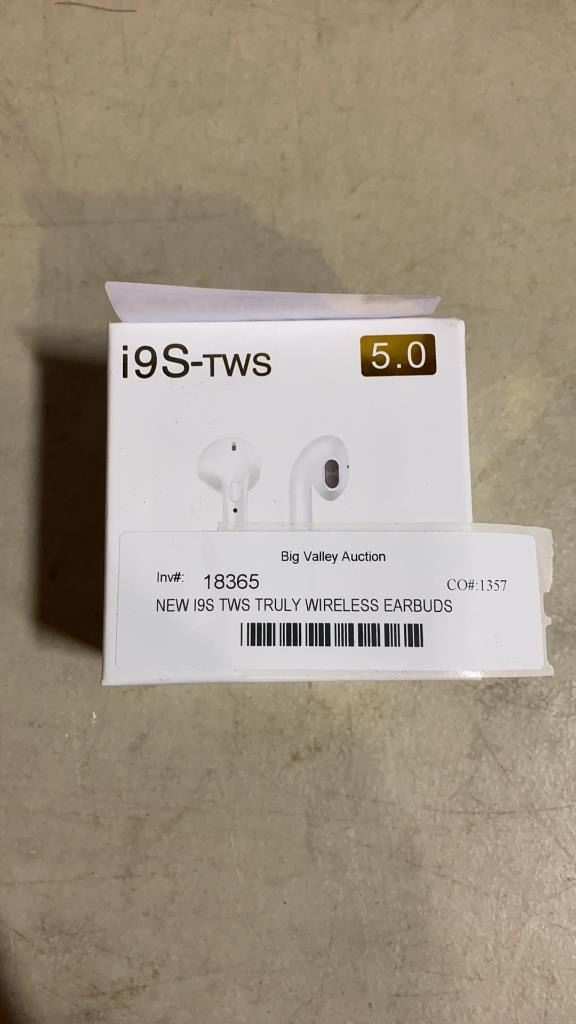 i9S-TWS
5.0
Big Valley Auction
Inv#: 18365 CO#:1357
NEW I9S TWS TRULY WIRELESS EARBUDS